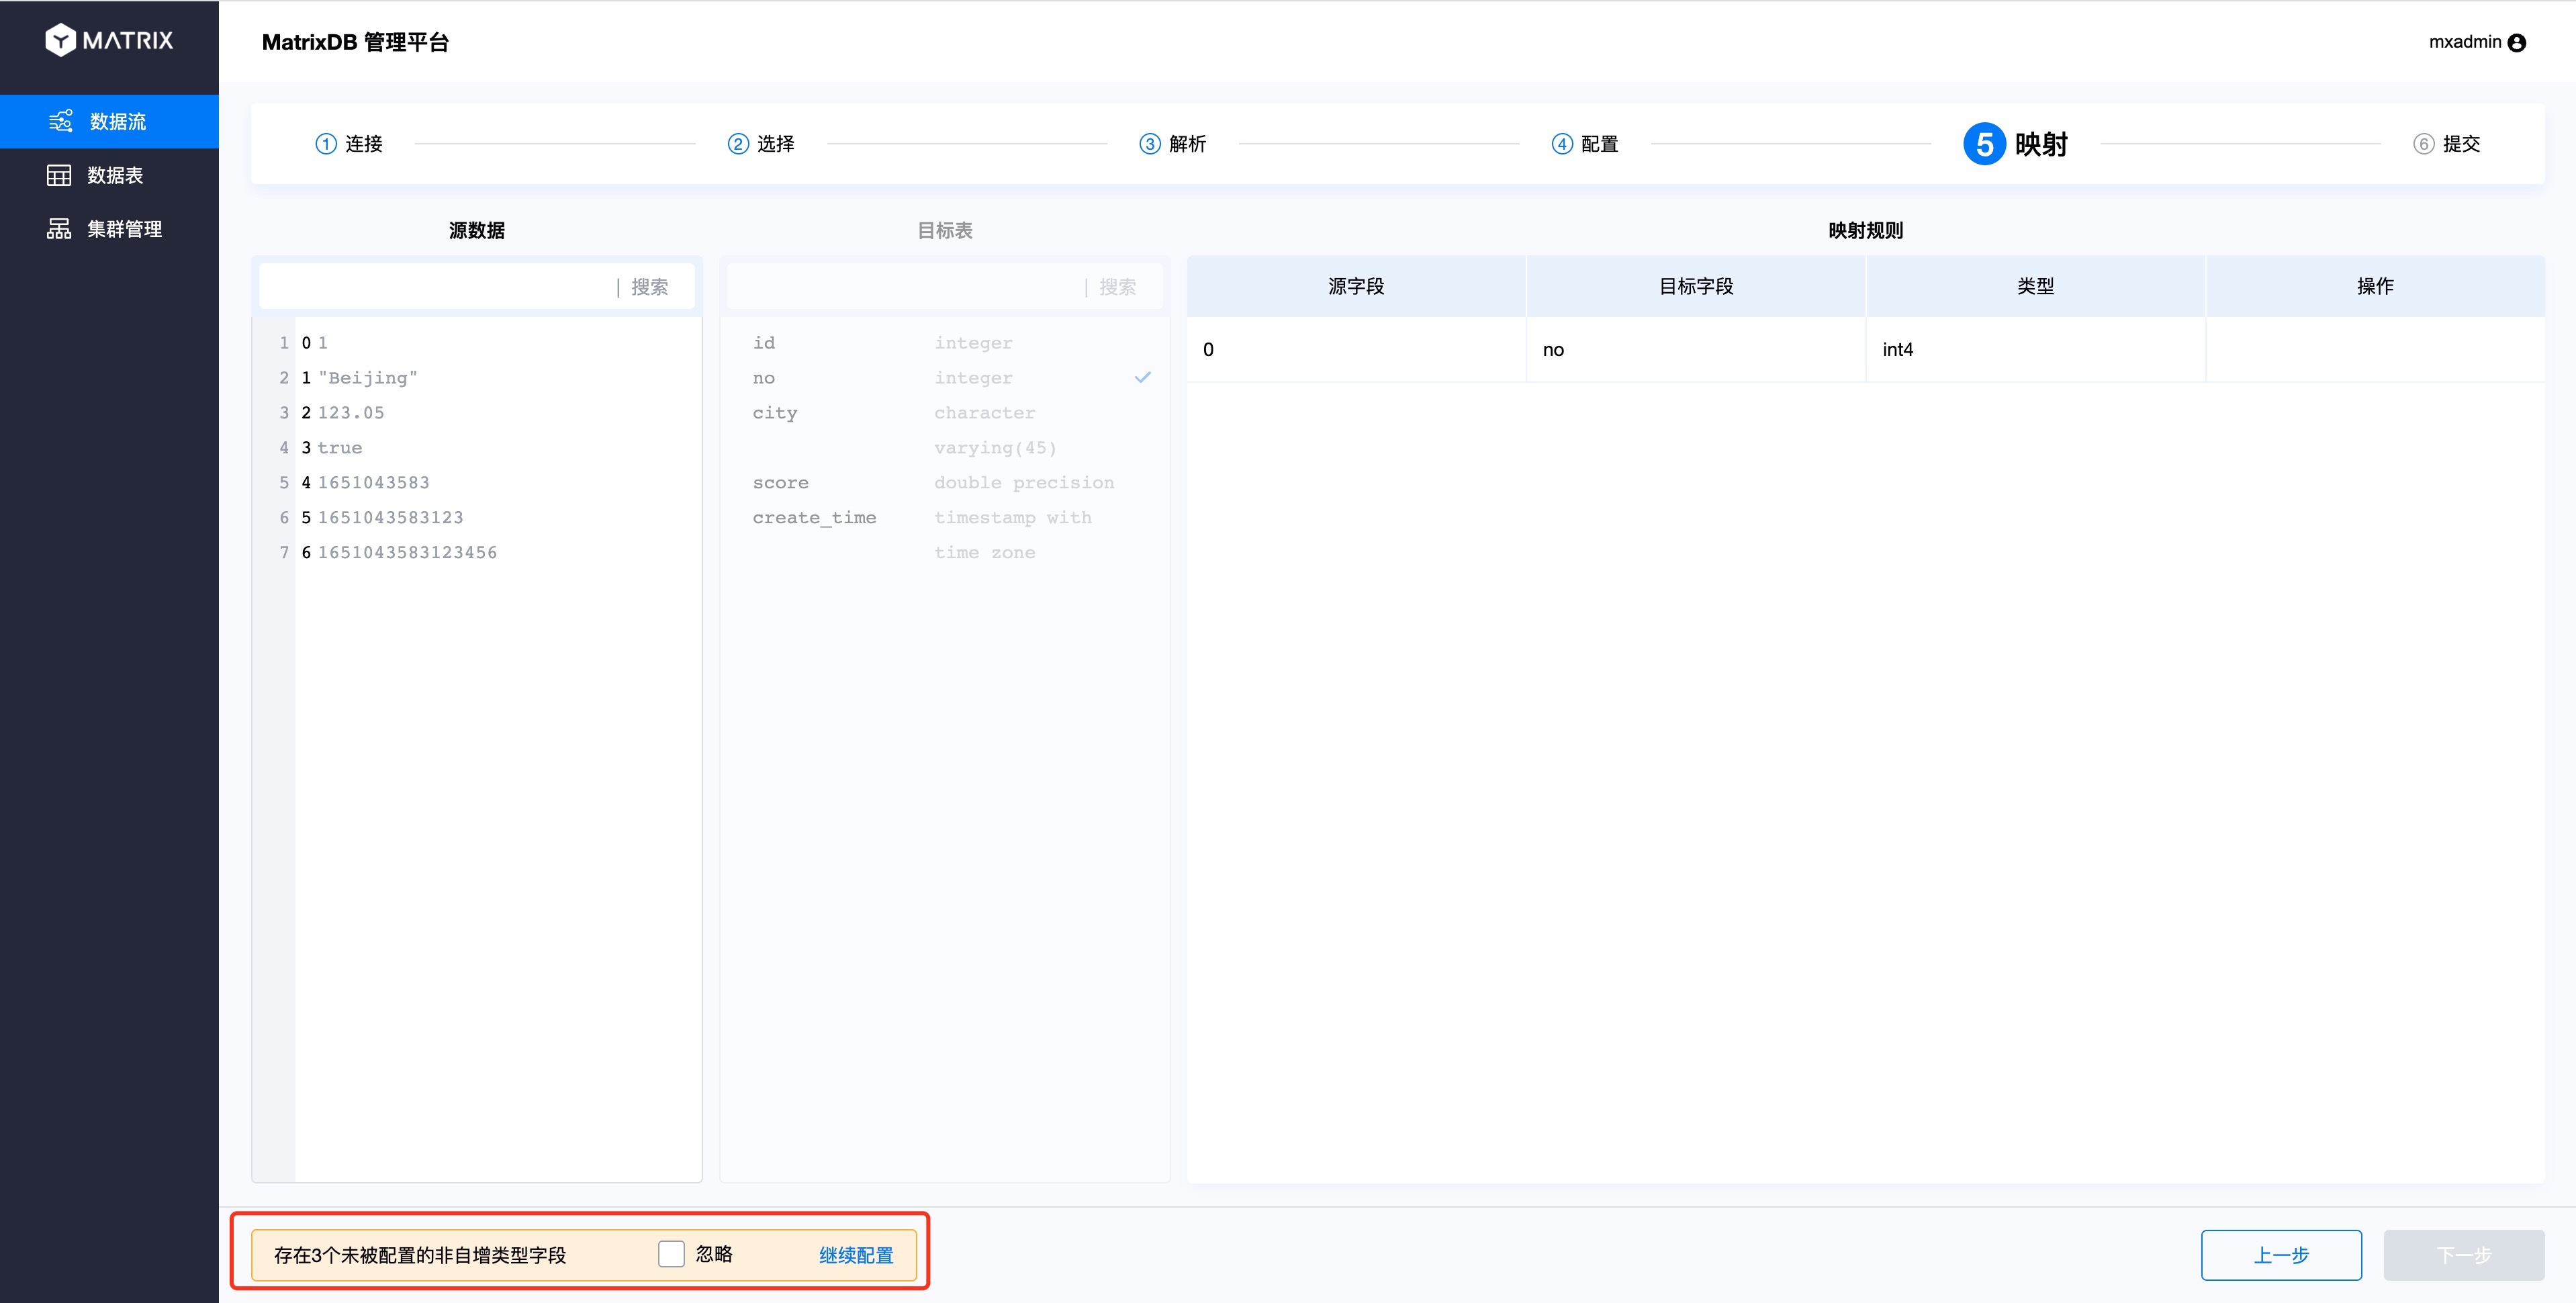 MATRIX
MatrixDB 管理平台
mxadmin
数据流
数据表
集群管理
1 连接
2 选择
3 解析
4 配置
5 映射
6 提交
源数据
目标表
映射规则
| 搜索
| 搜索
源字段 目标字段 类型 操作
1 0 1
2 1 "Beijing"
3 2 123.05
4 3 true
5 4 1651043583
6 5 1651043583123
7 6 1651043583123456
id integer
no integer
city character
varying(45)
score double precision
create_time timestamp with
time zone
0 no int4
存在3个未被配置的非自增类型字段 忽略 继续配置
上一步
下一步